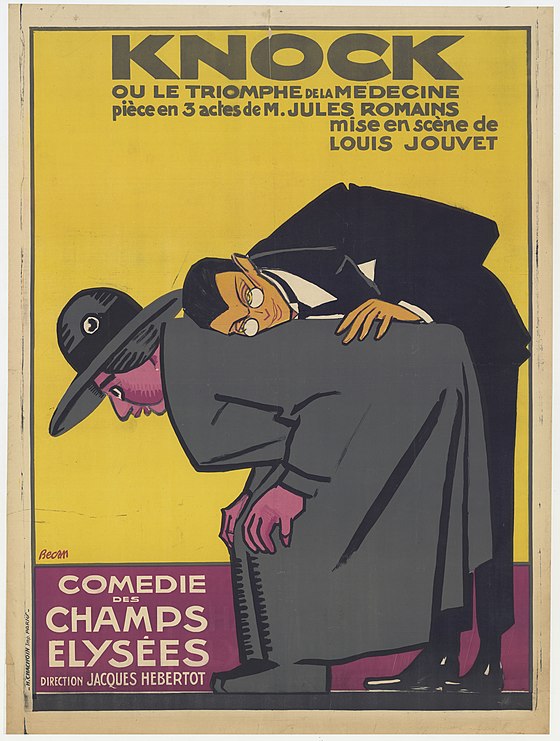 KNOCK
OU LE TRIOMPHE DE LA MEDECINE
pièce en 3 actes de M. JULES ROMAINS
mise en scène de
LOUIS JOUVET
Becan
COMEDIE
DES
CHAMPS
ELYSÉES
DIRECTION JACQUES HEBERTOT